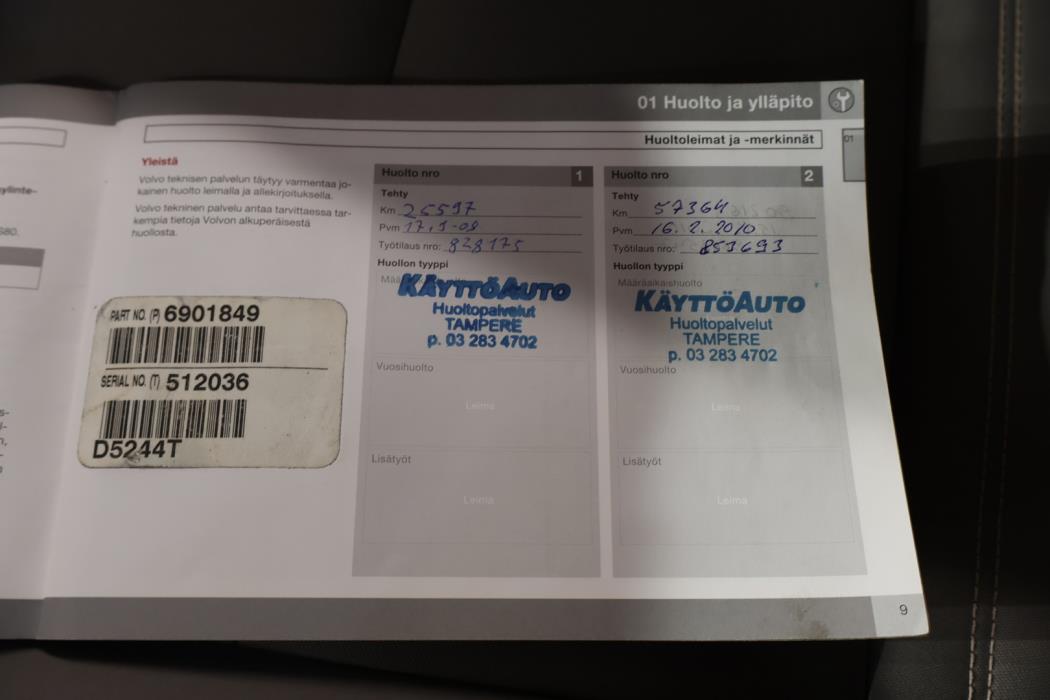 01 Huolto ja ylläpito
Huoltoleimat ja -merkinnät
01
S80.
Yleistä
Volvo teknisen palvelun täytyy varmentaa jo-
kainen huolto leimalla ja allekirjoituksella.
Volvo tekninen palvelu antaa tarvittaessa tar-
kempia tietoja Volvon alkuperäisestä
huollosta.
PART NO. (P) 6901849
SERIAL NO. (T) 512036
D5244T
Huolto nro 1
Tehty
Km 25597
Pvm 17.1-09
Työtilaus nro: 828175
Huollon tyyppi
KÄYTTÖAUTO
Huoltopalvelut
TAMPERE
p. 03 283 4702
Vuosihuolto
Leima
Lisätyöt
Leima
Huolto nro 2
Tehty
Km 57364
Pvm 16. 2. 2010
Työtilaus nro: 853693
Huollon tyyppi
Määräaikaishuolto
KÄYTTÖAUTO
Huoltopalvelut
TAMPERE
p. 03 283 4702
Vuosihuolto
Leima
Lisätyöt
Leima
9